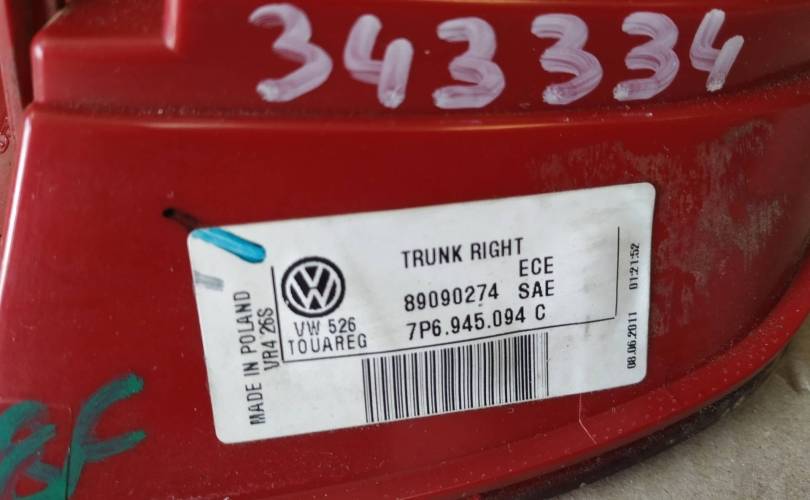 343334
TRUNK RIGHT
ECE
89090274 SAE
7P6.945.094 C
VW 526
TOUAREG
MADE IN POLAND
VR4 26S
08.06.2011 01:21:52